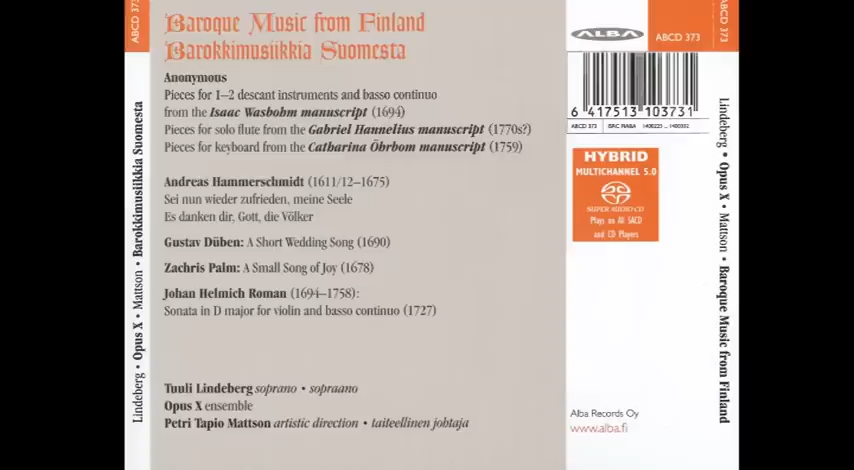 ABCD 373
Lindeberg • Opus X • Mattson • Barokkimusiikkia Suomesta
Baroque Music from Finland
Barokkimusiikkia Suomesta
Anonymous
Pieces for 1–2 descant instruments and basso continuo
from the Isaac Wasbohm manuscript (1694)
Pieces for solo flute from the Gabriel Hannelius manuscript (1770s?)
Pieces for keyboard from the Catharina Öhrbom manuscript (1759)
Andreas Hammerschmidt (1611/12–1675)
Sei nun wieder zufrieden, meine Seele
Es danken dir, Gott, die Völker
Gustav Düben: A Short Wedding Song (1690)
Zachris Palm: A Small Song of Joy (1678)
Johan Helmich Roman (1694–1758):
Sonata in D major for violin and basso continuo (1727)
Tuuli Lindeberg soprano • sopraano
Opus X ensemble
Petri Tapio Mattson artistic direction • taiteellinen johtaja
ALBA
ABCD 373
6 417513 103731
ABCD 373
ISRC FIABA
HYBRID
MULTICHANNEL 5.0
SUPER AUDIO CD
Plays on All SACD
and CD Players
Alba Records Oy
www.alba.fi
ABCD 373
Lindeberg • Opus X • Mattson • Baroque Music from Finland